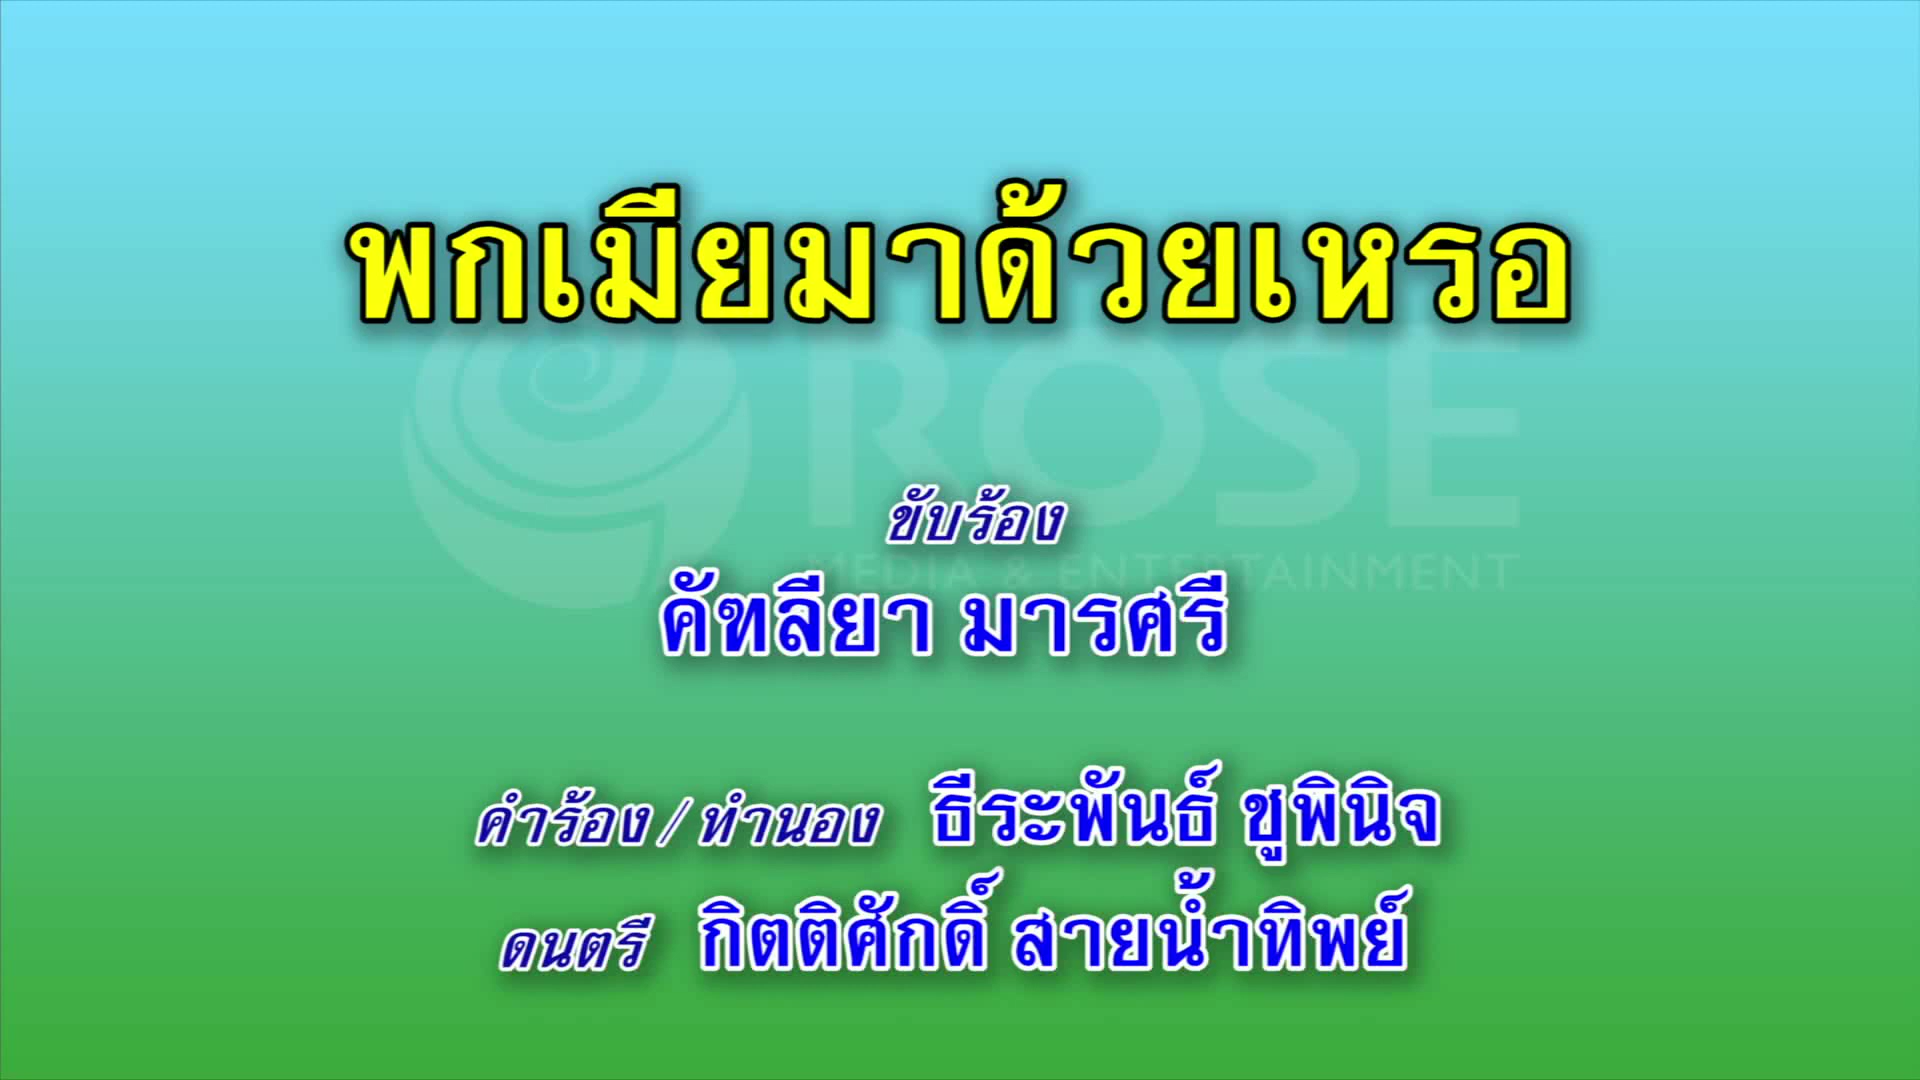 พกเมียมาด้วยเหรอ
ROSE
MEDIA & ENTERTAINMENT
ขับร้อง
คัฑลียา มารศรี
คำร้อง / ทำนอง ธีระพันธ์ ชูพินิจ
ดนตรี กิตติศักดิ์ สายน้ำทิพย์